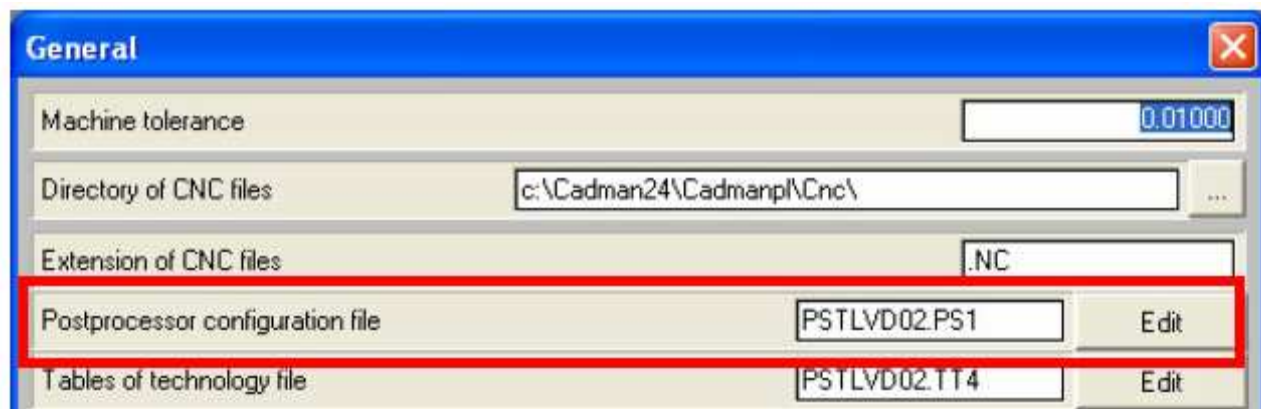 General
Machine tolerance 0.01000
Directory of CNC files c:\Cadman24\Cadmanpl\Cnc\ ...
Extension of CNC files .NC
Postprocessor configuration file PSTLVD02.PS1 Edit
Tables of technology file PSTLVD02.TT4 Edit